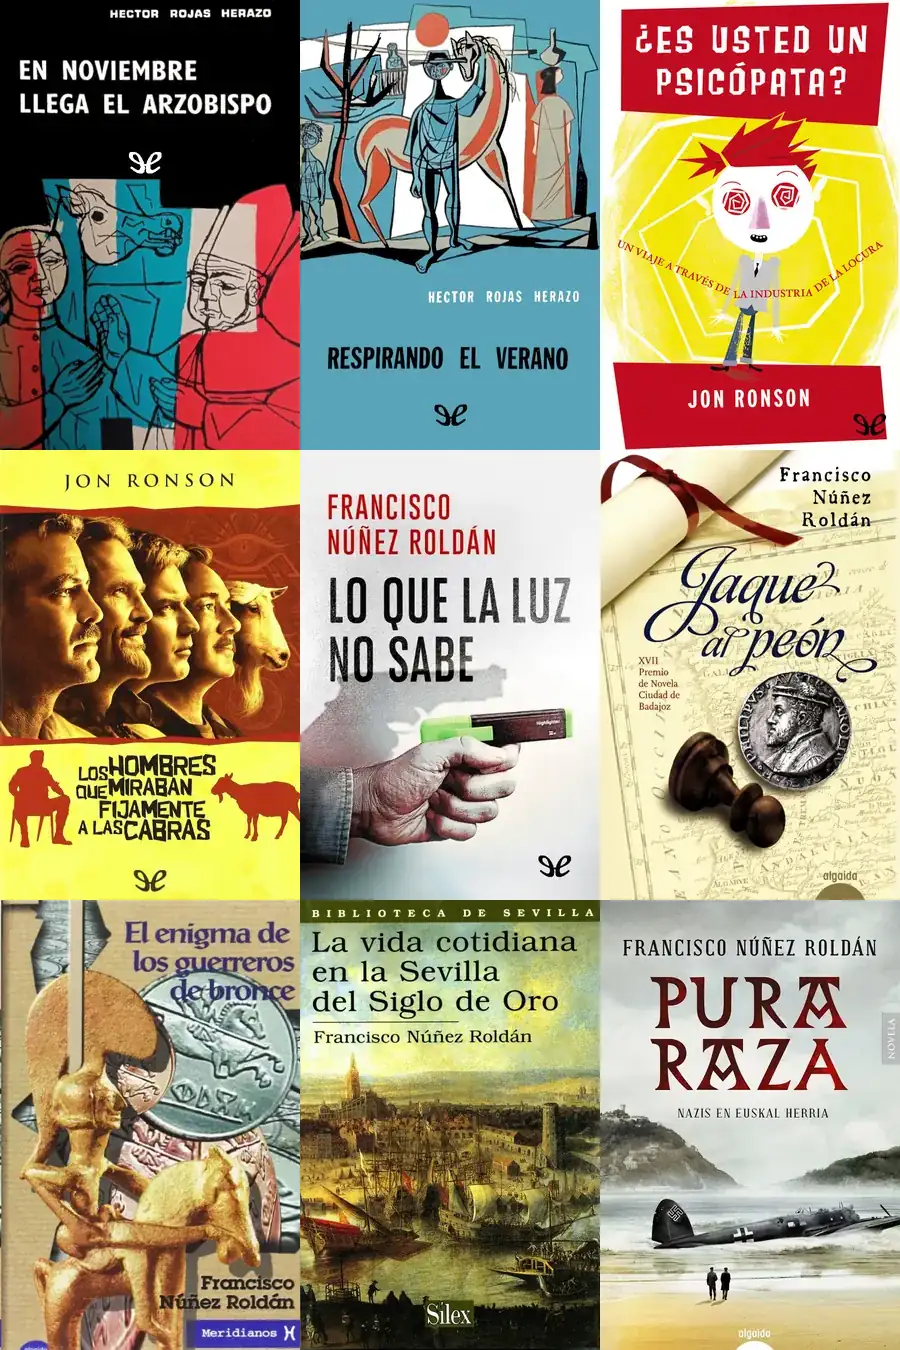 HECTOR ROJAS HERAZO
EN NOVIEMBRE
LLEGA EL ARZOBISPO
HECTOR ROJAS HERAZO
RESPIRANDO EL VERANO
¿ES USTED UN
PSICÓPATA?
UN VIAJE A TRAVÉS DE LA INDUSTRIA DE LA LOCURA
JON RONSON
JON RONSON
LOS HOMBRES
QUE MIRABAN
FIJAMENTE
A LAS CABRAS
FRANCISCO
NÚÑEZ ROLDÁN
LO QUE LA LUZ
NO SABE
Francisco
Núñez
Roldán
Jaque
al peón
XVII
Premio
de Novela
Ciudad de
Badajoz
algaida
El enigma de
los guerreros
de bronce
Francisco
Núñez Roldán
Meridianos
BIBLIOTECA DE SEVILLA
La vida cotidiana
en la Sevilla
del Siglo de Oro
Francisco Núñez Roldán
Silex
FRANCISCO NÚÑEZ ROLDÁN
PURA
RAZA
NAZIS EN EUSKAL HERRIA
NOVELA
algaida